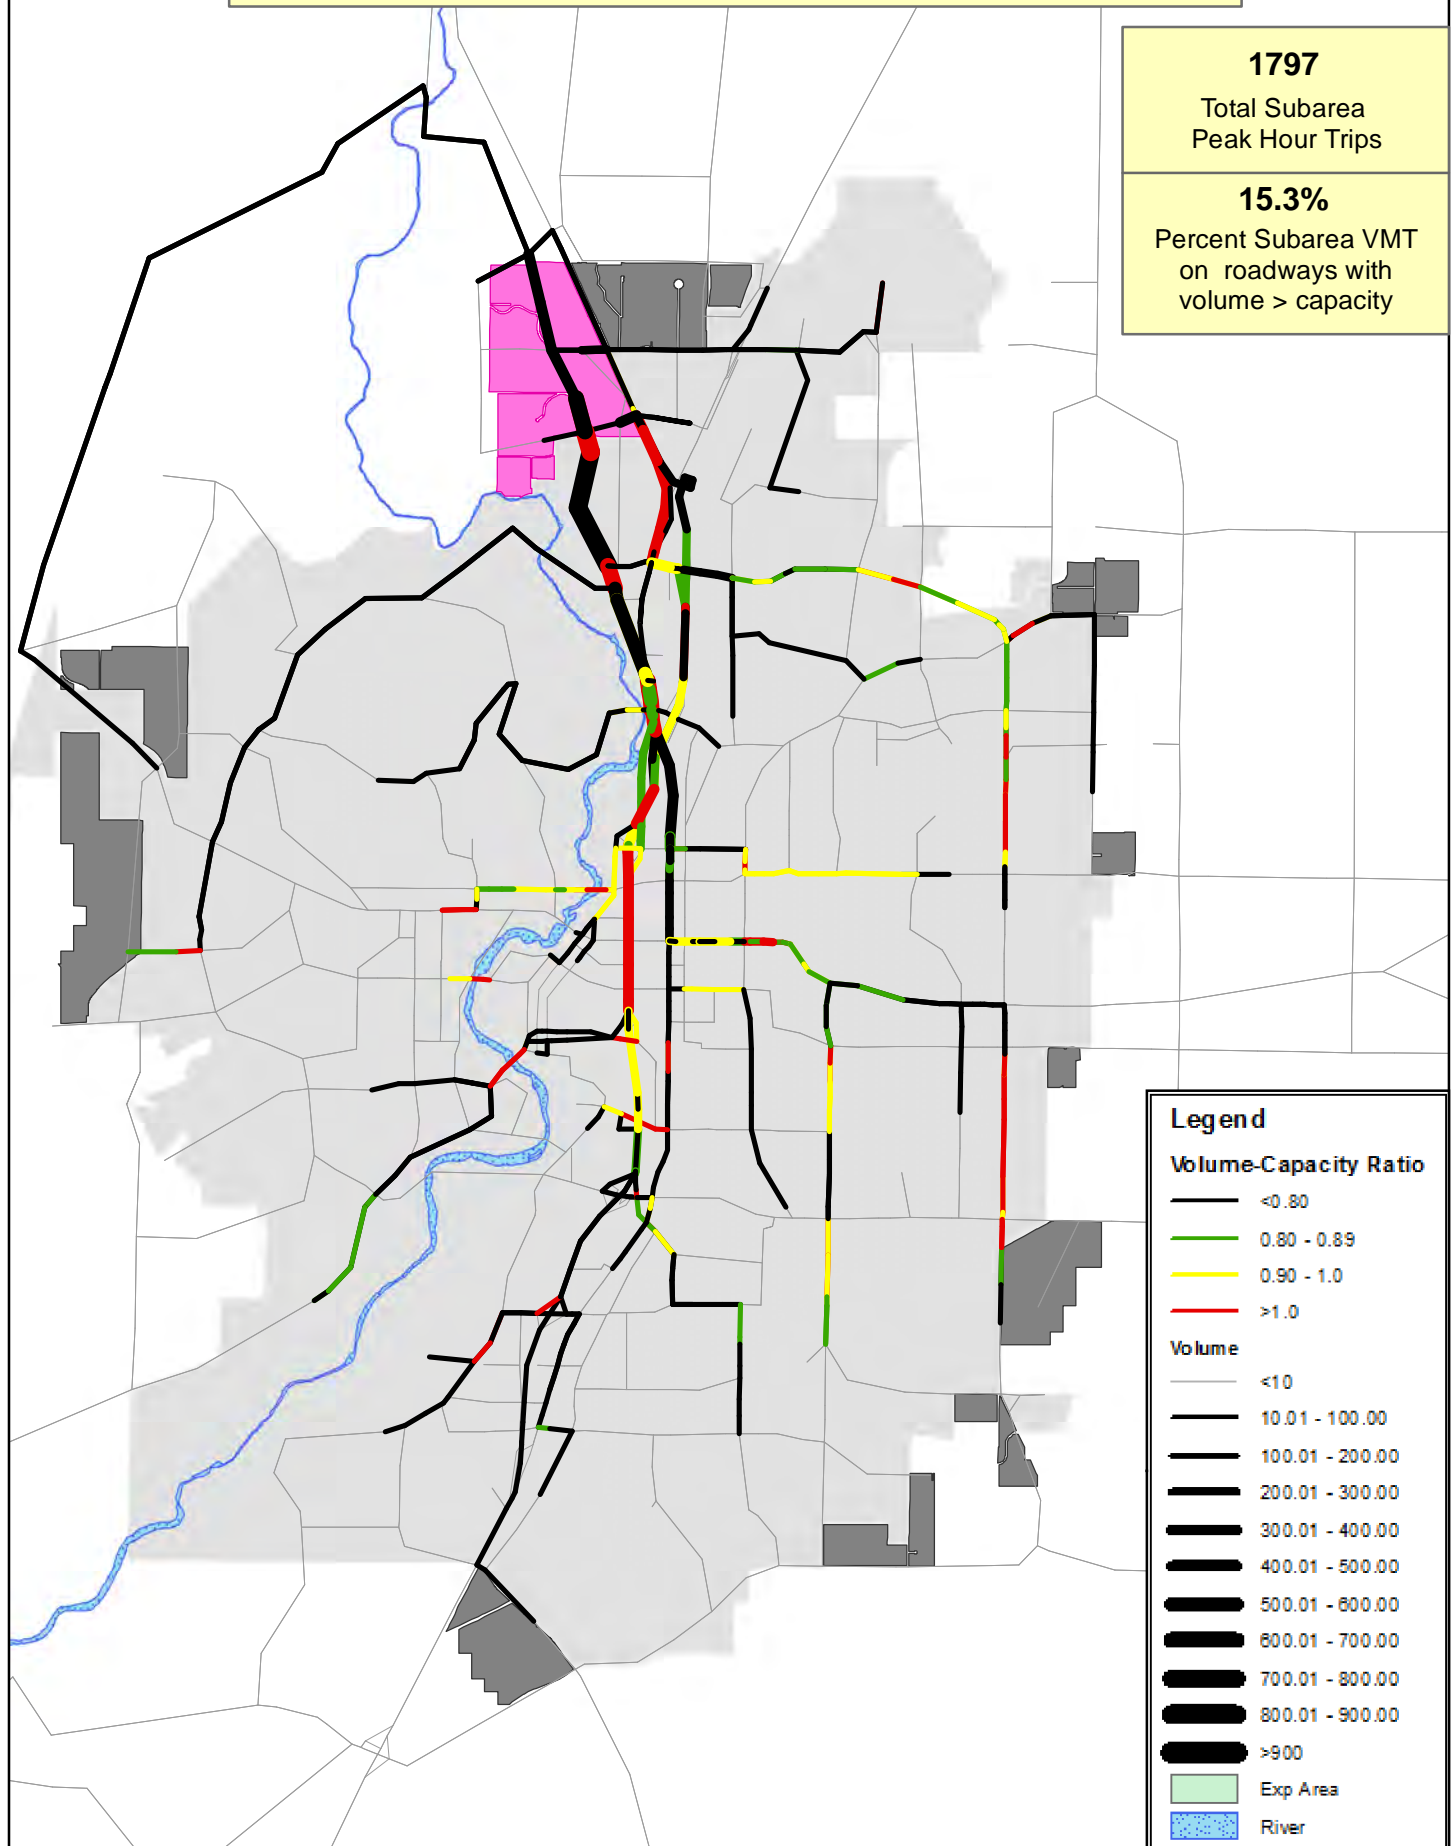 1797
Total Subarea
Peak Hour Trips
15.3%
Percent Subarea VMT
on roadways with
volume > capacity
Legend
Volume-Capacity Ratio
<0.80
0.80 - 0.89
0.90 - 1.0
>1.0
Volume
<10
10.01 - 100.00
100.01 - 200.00
200.01 - 300.00
300.01 - 400.00
400.01 - 500.00
500.01 - 600.00
600.01 - 700.00
700.01 - 800.00
800.01 - 900.00
>900
Exp Area
River